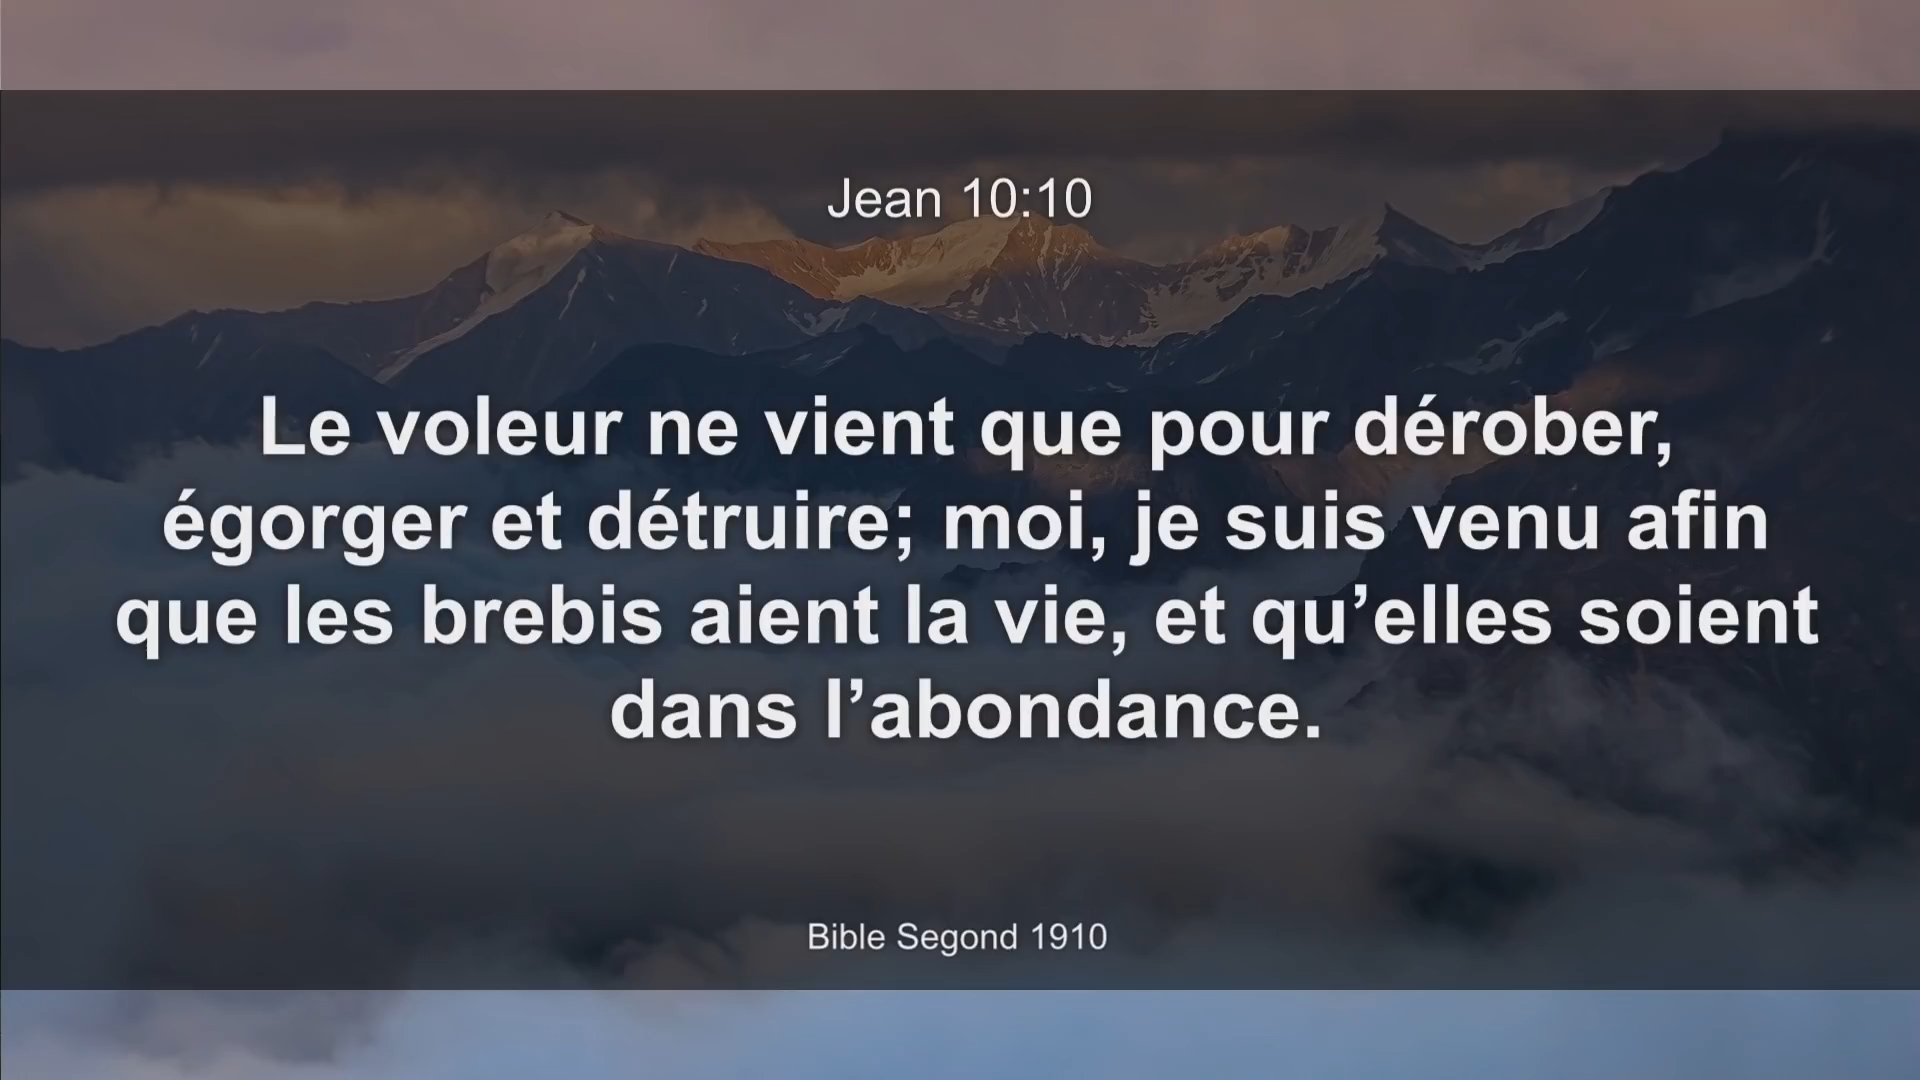 Jean 10:10
Le voleur ne vient que pour dérober,
égorger et détruire; moi, je suis venu afin
que les brebis aient la vie, et qu’elles soient
dans l’abondance.
Bible Segond 1910